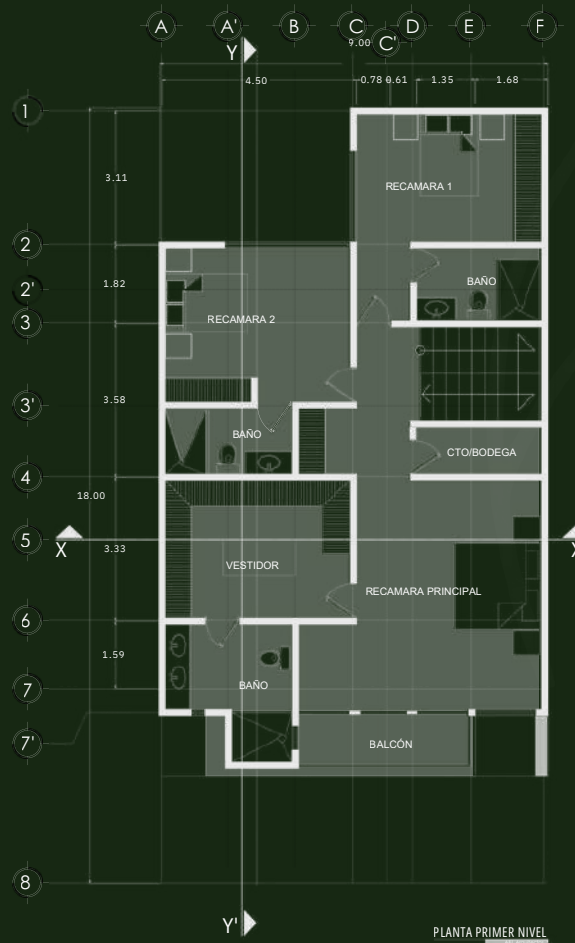 A A' B C D E F
Y 9.00 C'
4.50 0.78 0.61 1.35 1.68
1
3.11
RECAMARA 1
2
2' 1.82 BAÑO
3 RECAMARA 2
3' 3.58
BAÑO CTO/BODEGA
4
18.00
5
X 3.33 X
VESTIDOR
RECAMARA PRINCIPAL
6
1.59
7 BAÑO
7' BALCÓN
8
Y'
PLANTA PRIMER NIVEL